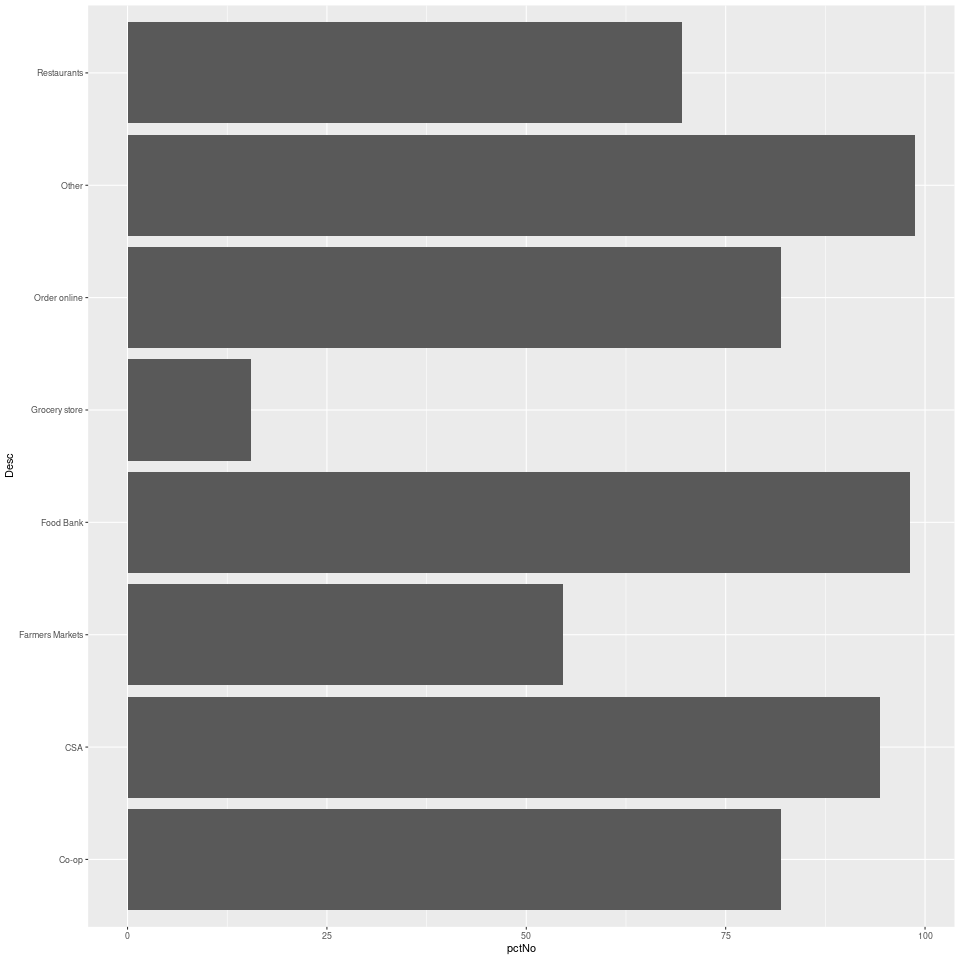 Restaurants
Other
Order online
Grocery store
Food Bank
Farmers Markets
CSA
Co-op
Desc
0 25 50 75 100
pctNo